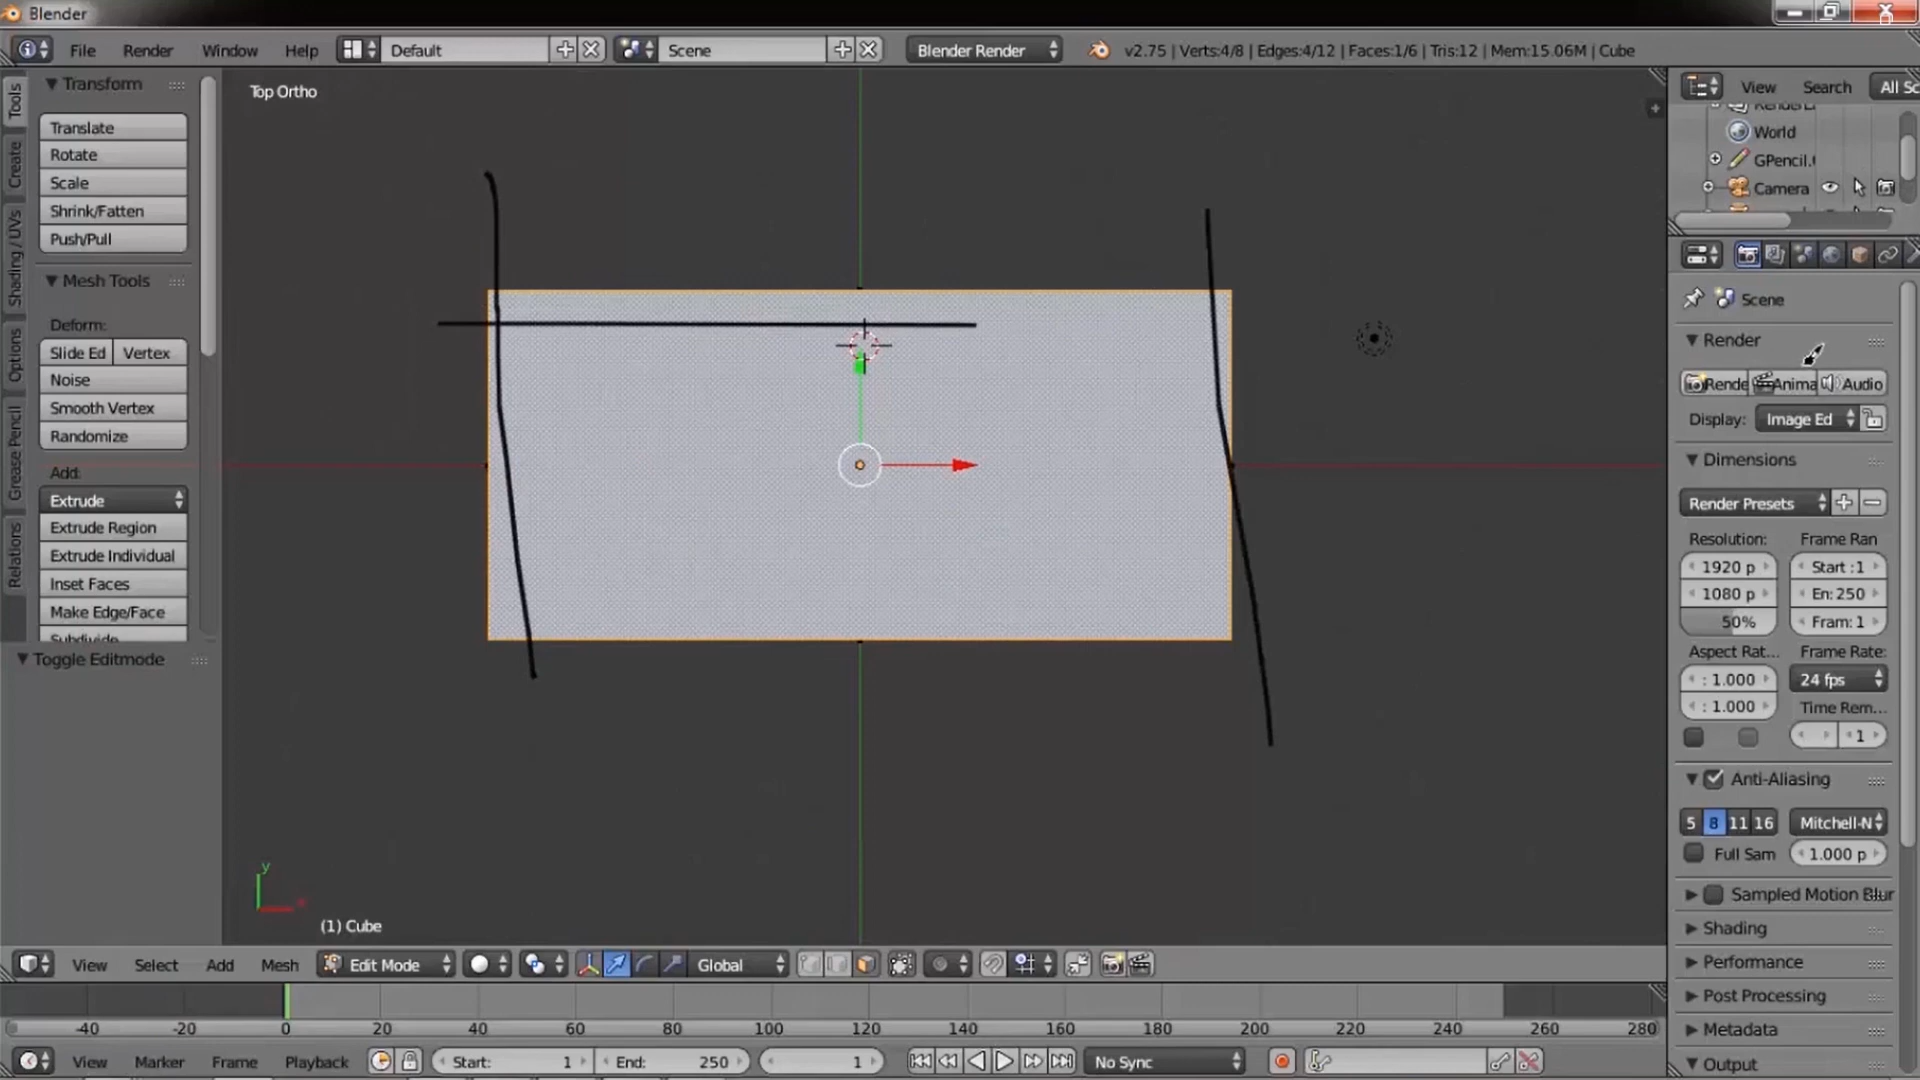 Blender
File Render Window Help Default Scene Blender Render v2.75 | Verts:4/8 | Edges:4/12 | Faces:1/6 | Tris:12 | Mem:15.06M | Cube
Tools
Create
Shading / UVs
Options
Grease Pencil
Relations
Transform
Translate
Rotate
Scale
Shrink/Fatten
Push/Pull
Mesh Tools
Deform:
Slide Ed Vertex
Noise
Smooth Vertex
Randomize
Add:
Extrude
Extrude Region
Extrude Individual
Inset Faces
Make Edge/Face
Subdivide
Toggle Editmode
Top Ortho
y
(1) Cube
View Search All Sc
World
GPencil.
Camera
Scene
Render
Rende Anima Audio
Display: Image Ed
Dimensions
Render Presets
Resolution: Frame Ran
1920 p Start :1
1080 p En: 250
50% Fram: 1
Aspect Rat... Frame Rate:
: 1.000 24 fps
: 1.000 Time Rem...
1
Anti-Aliasing
5 8 11 16 Mitchell-N
Full Sam 1.000 p
Sampled Motion Blur
Shading
Performance
Post Processing
Metadata
Output
View Select Add Mesh Edit Mode Global
-40 -20 0 20 40 60 80 100 120 140 160 180 200 220 240 260 280
View Marker Frame Playback Start: 1 End: 250 1 No Sync